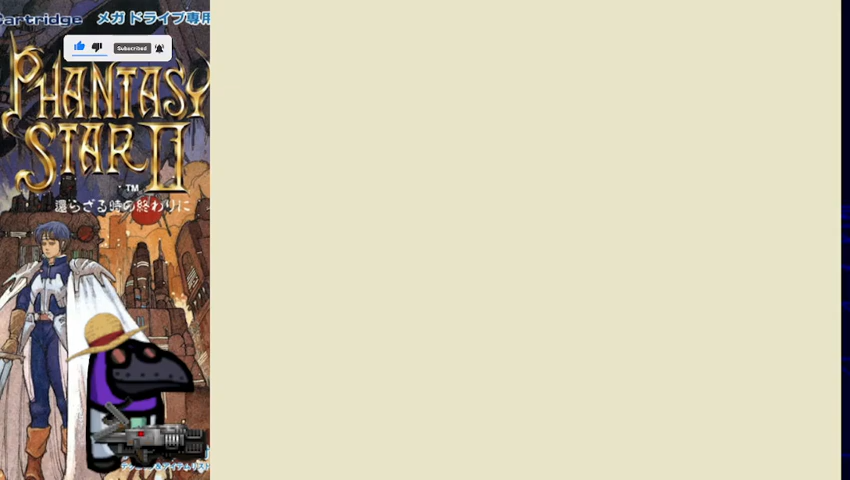 Cartridge メガドライブ専用
Subscribed
PHANTASY
STAR II
TM
還らざる時の終わりに